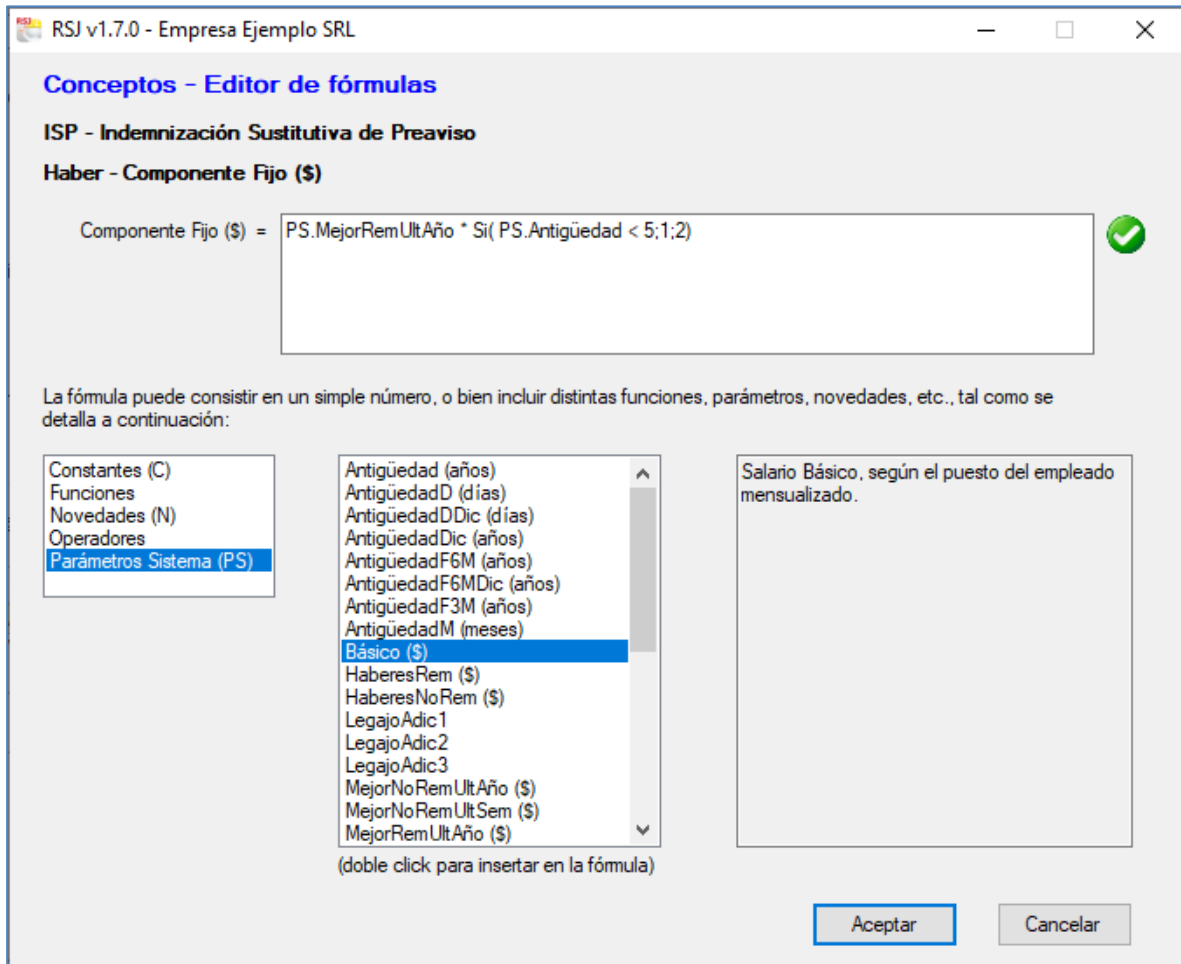 RSJ v1.7.0 - Empresa Ejemplo SRL
Conceptos - Editor de fórmulas
ISP - Indemnización Sustitutiva de Preaviso
Haber - Componente Fijo ($)
Componente Fijo ($) = PS.MejorRemUltAño * Si( PS.Antigüedad < 5;1;2)
La fórmula puede consistir en un simple número, o bien incluir distintas funciones, parámetros, novedades, etc., tal como se
detalla a continuación:
Constantes (C)
Funciones
Novedades (N)
Operadores
Parámetros Sistema (PS)
Antigüedad (años)
AntigüedadD (días)
AntigüedadDDic (días)
AntigüedadDic (años)
AntigüedadF6M (años)
AntigüedadF6MDic (años)
AntigüedadF3M (años)
AntigüedadM (meses)
Básico ($)
HaberesRem ($)
HaberesNoRem ($)
LegajoAdic1
LegajoAdic2
LegajoAdic3
MejorNoRemUltAño ($)
MejorNoRemUltSem ($)
MejorRemUltAño ($)
(doble click para insertar en la fórmula)
Salario Básico, según el puesto del empleado
mensualizado.
Aceptar
Cancelar